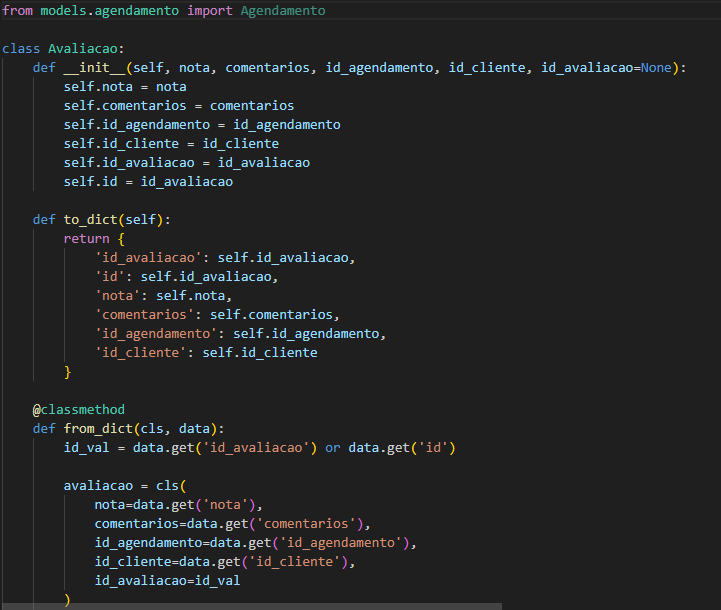 from models.agendamento import Agendamento
class Avaliacao:
def __init__(self, nota, comentarios, id_agendamento, id_cliente, id_avaliacao=None):
self.nota = nota
self.comentarios = comentarios
self.id_agendamento = id_agendamento
self.id_cliente = id_cliente
self.id_avaliacao = id_avaliacao
self.id = id_avaliacao
def to_dict(self):
return {
'id_avaliacao': self.id_avaliacao,
'id': self.id_avaliacao,
'nota': self.nota,
'comentarios': self.comentarios,
'id_agendamento': self.id_agendamento,
'id_cliente': self.id_cliente
}
@classmethod
def from_dict(cls, data):
id_val = data.get('id_avaliacao') or data.get('id')
avaliacao = cls(
nota=data.get('nota'),
comentarios=data.get('comentarios'),
id_agendamento=data.get('id_agendamento'),
id_cliente=data.get('id_cliente'),
id_avaliacao=id_val
)